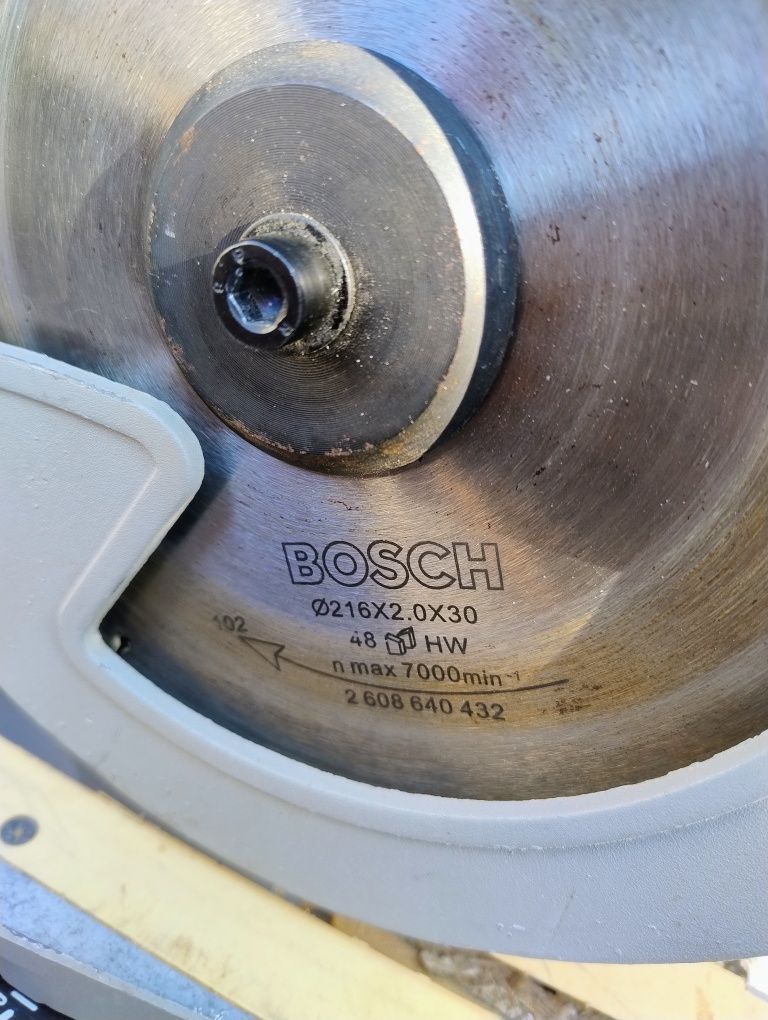 BOSCH
Ø216X2.0X30
102
48 HW
n max 7000min⁻¹
2 608 640 432